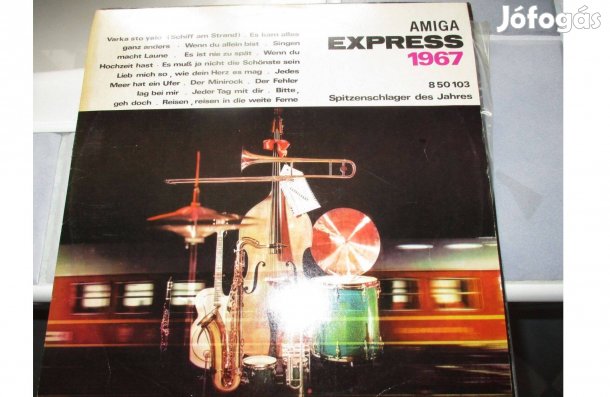 Jófogás
Varka sto yalo (Schiff am Strand) . Es kam alles
ganz anders . Wenn du allein bist . Singen
macht Laune . Es ist nie zu spät . Wenn du
Hochzeit hast . Es muß ja nicht die Schönste sein
Lieb mich so, wie dein Herz es mag . Jedes
Meer hat ein Ufer . Der Minirock . Der Fehler
lag bei mir . Jeder Tag mit dir . Bitte,
geh doch . Reisen, reisen in die weite Ferne
AMIGA
EXPRESS
1967
8 50 103
Spitzenschlager des Jahres